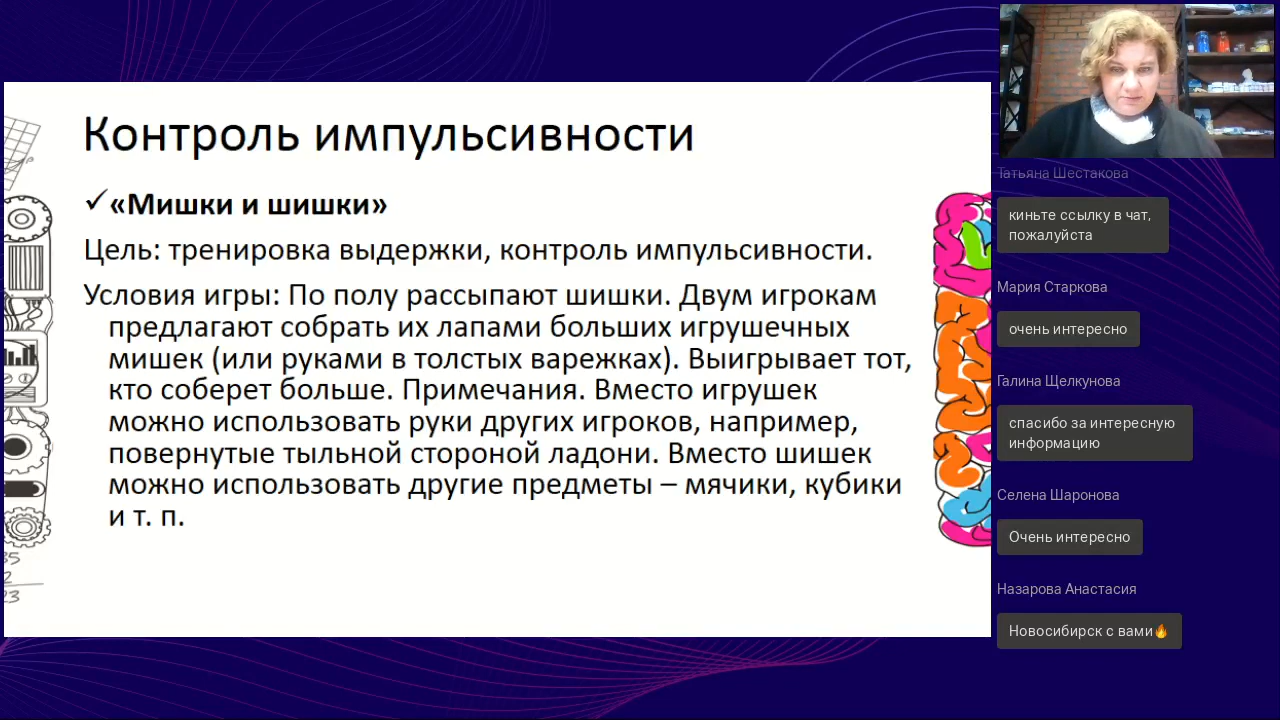 Контроль импульсивности
✓«Мишки и шишки»
Цель: тренировка выдержки, контроль импульсивности.
Условия игры: По полу рассыпают шишки. Двум игрокам
предлагают собрать их лапами больших игрушечных
мишек (или руками в толстых варежках). Выигрывает тот,
кто соберет больше. Примечания. Вместо игрушек
можно использовать руки других игроков, например,
повернутые тыльной стороной ладони. Вместо шишек
можно использовать другие предметы – мячики, кубики
и т. п.
Татьяна Шестакова
киньте ссылку в чат,
пожалуйста
Мария Старкова
очень интересно
Галина Щелкунова
спасибо за интересную
информацию
Селена Шаронова
Очень интересно
Назарова Анастасия
Новосибирск с вами🔥